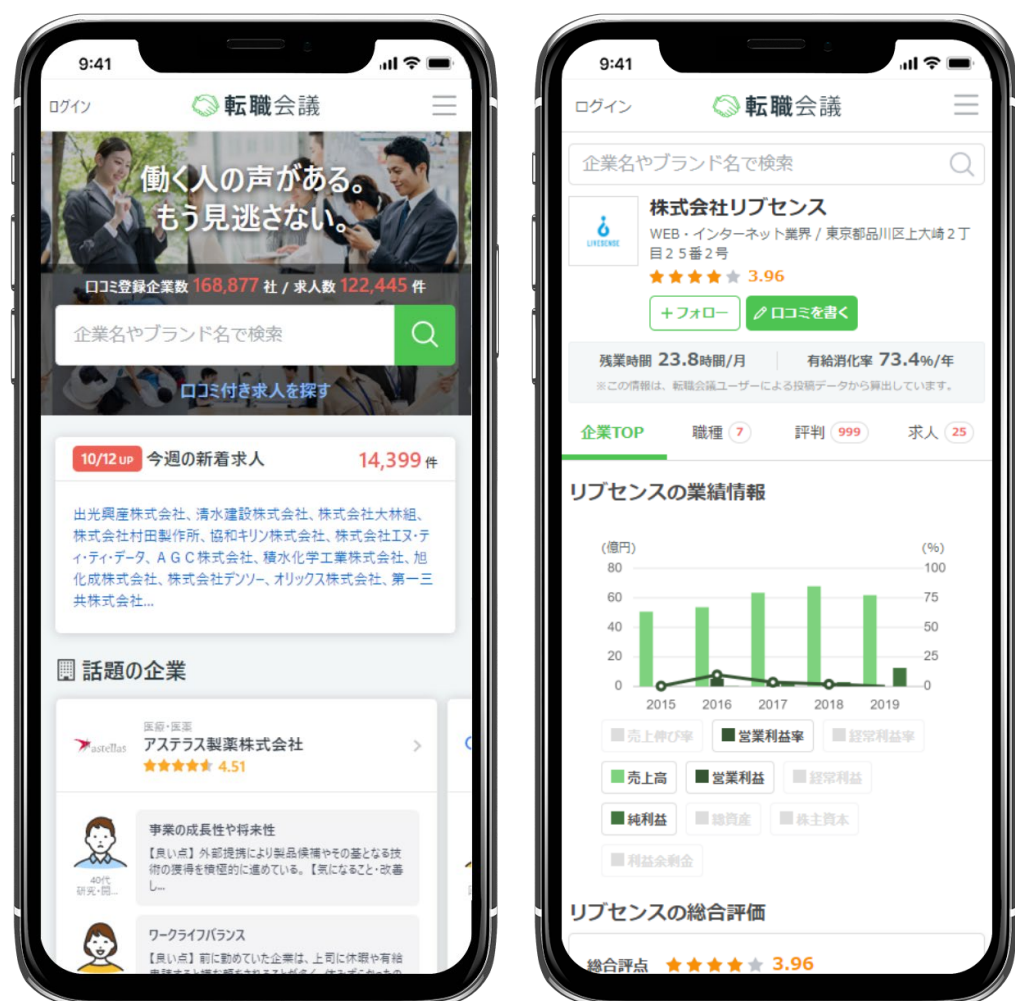 9:41
ログイン
転職会議
働く人の声がある。
もう見逃さない。
口コミ登録企業数 168,877 社 / 求人数 122,445 件
企業名やブランド名で検索
口コミ付き求人を探す
10/12 UP 今週の新着求人 14,399 件
出光興産株式会社、清水建設株式会社、株式会社大林組、
株式会社村田製作所、協和キリン株式会社、株式会社エヌ・テ
ィ・ティ・データ、ＡＧＣ株式会社、積水化学工業株式会社、旭
化成株式会社、株式会社デンソー、オリックス株式会社、第一三
共株式会社...
話題の企業
astellas
医療・医薬
アステラス製薬株式会社
4.51
40代
研究・開...
事業の成長性や将来性
【良い点】外部提携により製品候補やその基となる技
術の獲得を積極的に進めている。【気になること・改善
し...
ワークライフバランス
【良い点】前に勤めていた企業は、上司に休暇や有給
9:41
ログイン
転職会議
企業名やブランド名で検索
LIVESENSE
株式会社リブセンス
WEB・インターネット業界 / 東京都品川区上大崎２丁
目２５番２号
3.96
＋フォロー
口コミを書く
残業時間 23.8時間/月
有給消化率 73.4%/年
※この情報は、転職会議ユーザーによる投稿データから算出しています。
企業TOP 職種 7 評判 999 求人 25
リブセンスの業績情報
(億円) (%)
80 100
60 75
40 50
20 25
0 0
2015 2016 2017 2018 2019
売上伸び率 営業利益率 経常利益率
売上高 営業利益 経常利益
純利益 総資産 株主資本
利益余剰金
リブセンスの総合評価
総合評点 3.96